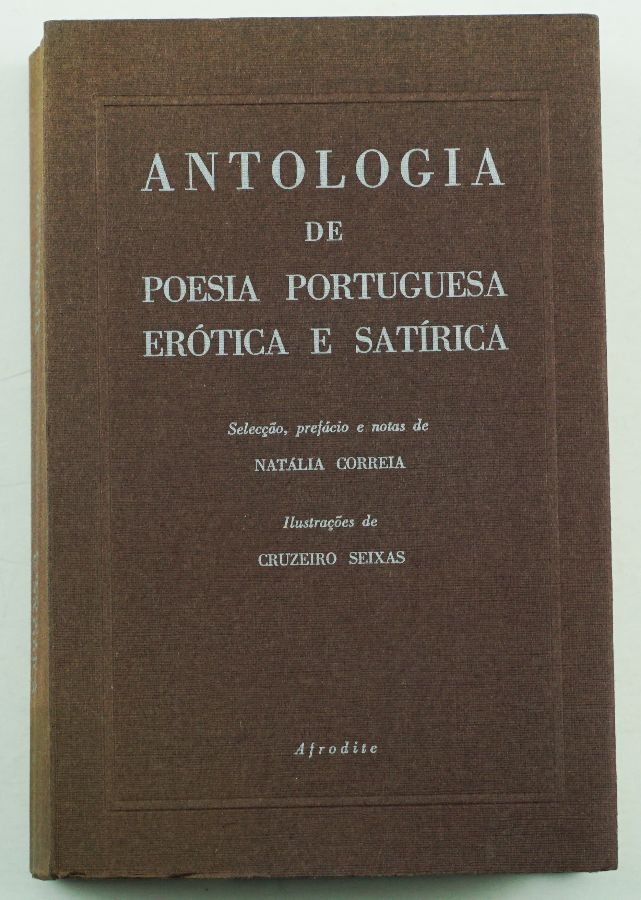 ANTOLOGIA
DE
POESIA PORTUGUESA
ERÓTICA E SATÍRICA
Selecção, prefácio e notas de
NATÁLIA CORREIA
Ilustrações de
CRUZEIRO SEIXAS
Afrodite